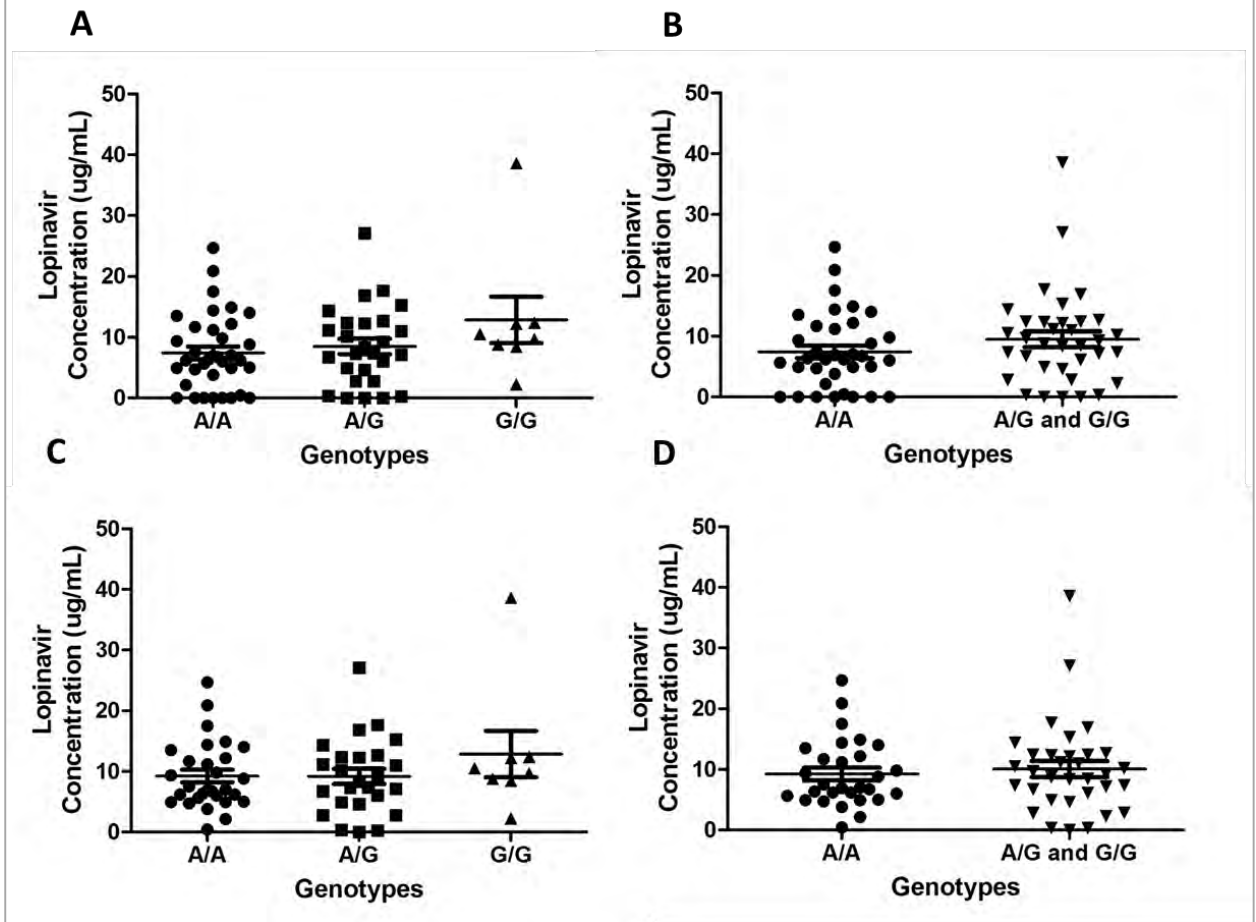 A
B
50
40
30
20
10
0
Lopinavir
Concentration (ug/mL)
A/A
A/G
G/G
Genotypes
50
40
30
20
10
0
Lopinavir
Concentration (ug/mL)
A/A
A/G and G/G
Genotypes
C
D
50
40
30
20
10
0
Lopinavir
Concentration (ug/mL)
A/A
A/G
G/G
Genotypes
50
40
30
20
10
0
Lopinavir
Concentration (ug/mL)
A/A
A/G and G/G
Genotypes